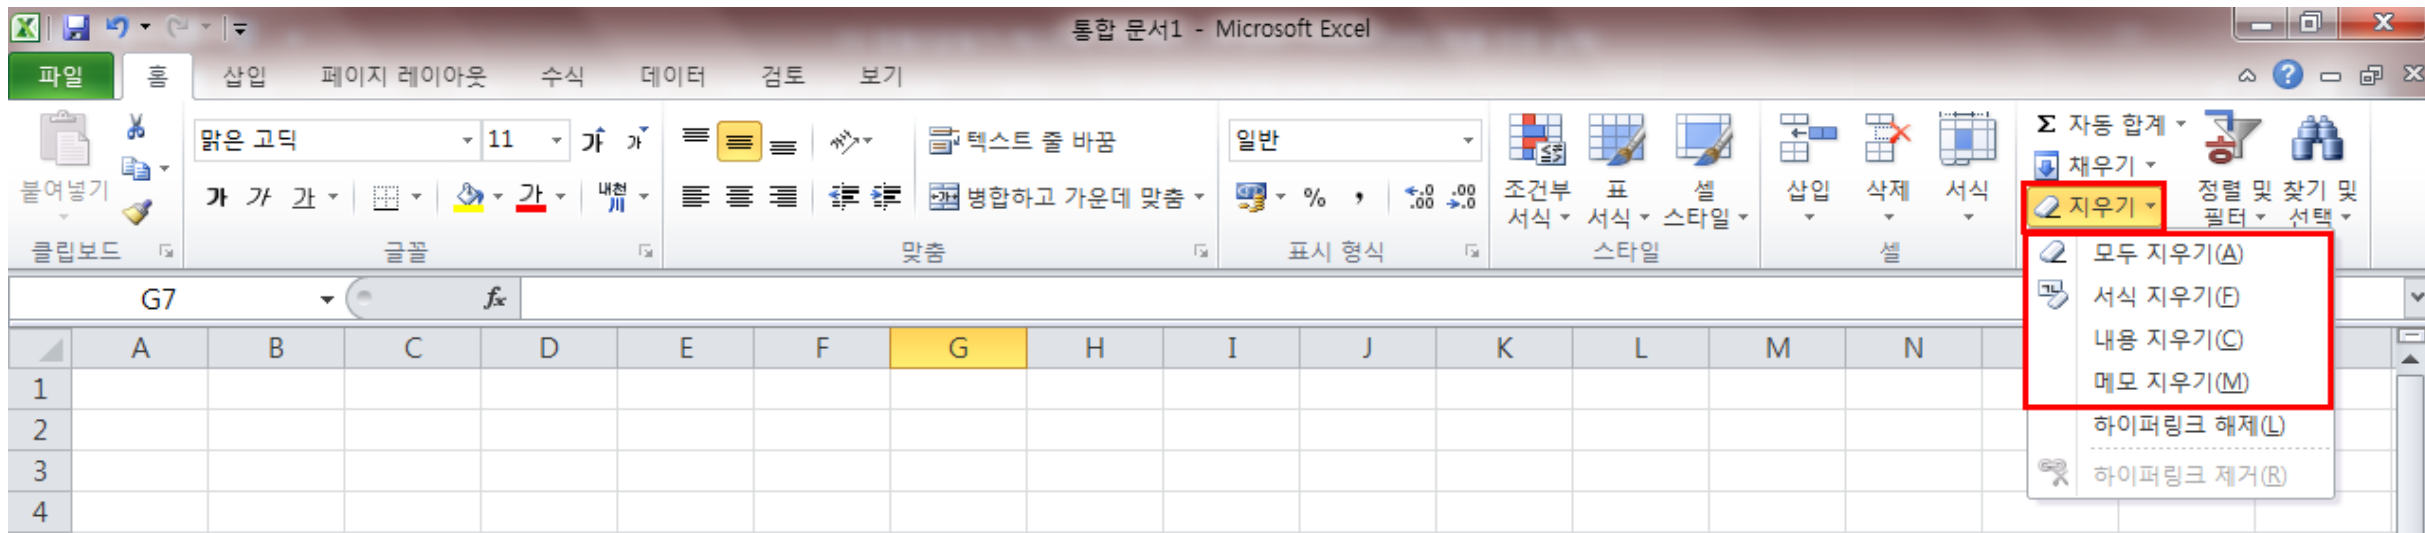 통합 문서1 - Microsoft Excel
파일 홈 삽입 페이지 레이아웃 수식 데이터 검토 보기
맑은 고딕 11 가 가 텍스트 줄 바꿈 일반 Σ 자동 합계
붙여넣기 가 가 가 가 내천 川 병합하고 가운데 맞춤 % , .0 .00 .00 .0 조건부 서식 표 서식 셀 스타일 삽입 삭제 서식 채우기 지우기 정렬 및 필터 찾기 및 선택
클립보드 글꼴 맞춤 표시 형식 스타일 셀
모두 지우기(A)
서식 지우기(F)
내용 지우기(C)
메모 지우기(M)
하이퍼링크 해제(L)
하이퍼링크 제거(R)
G7 fx
A B C D E F G H I J K L M N
1
2
3
4